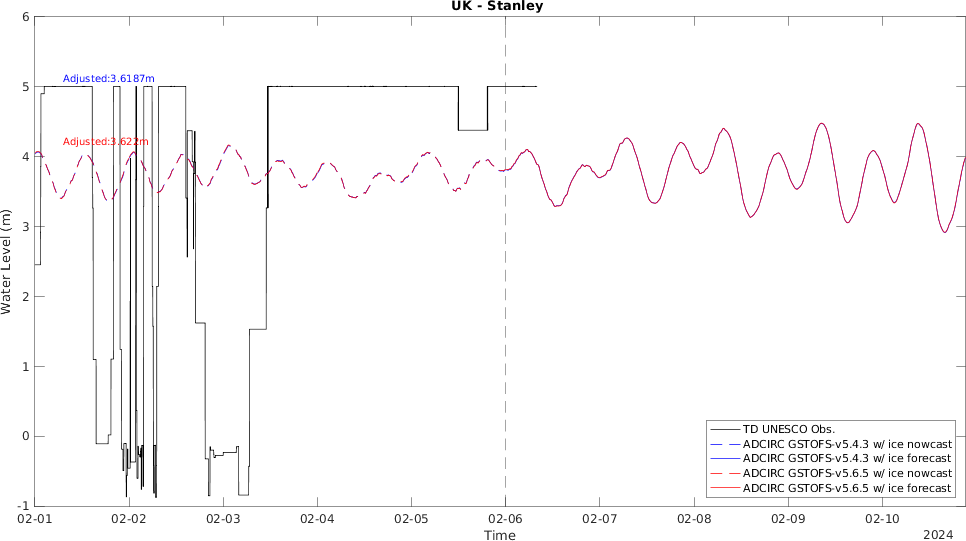 UK - Stanley
Water Level (m)
6
5
4
3
2
1
0
-1
Adjusted:3.6187m
Adjusted:3.622m
TD UNESCO Obs.
ADCIRC GSTOFS-v5.4.3 w/ ice nowcast
ADCIRC GSTOFS-v5.4.3 w/ ice forecast
ADCIRC GSTOFS-v5.6.5 w/ ice nowcast
ADCIRC GSTOFS-v5.6.5 w/ ice forecast
02-01 02-02 02-03 02-04 02-05 02-06 02-07 02-08 02-09 02-10
Time
2024